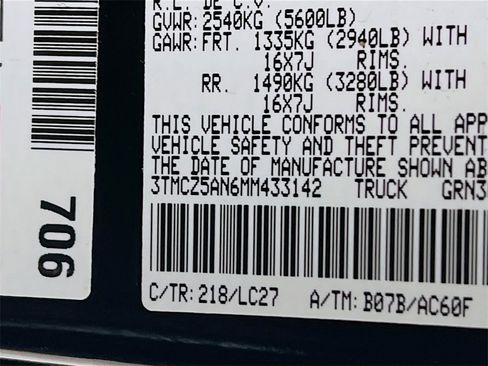 R.L. DE C.V.
GVWR: 2540KG (5600LB)
GAWR: FRT. 1335KG (2940LB) WITH
16X7J RIMS.
RR. 1490KG (3280LB) WITH
16X7J RIMS.
THIS VEHICLE CONFORMS TO ALL APP
VEHICLE SAFETY AND THEFT PREVENT
THE DATE OF MANUFACTURE SHOWN AB
3TMCZ5AN6MM433142 TRUCK GRN3
C/TR: 218/LC27 A/TM: B07B/AC60F
706